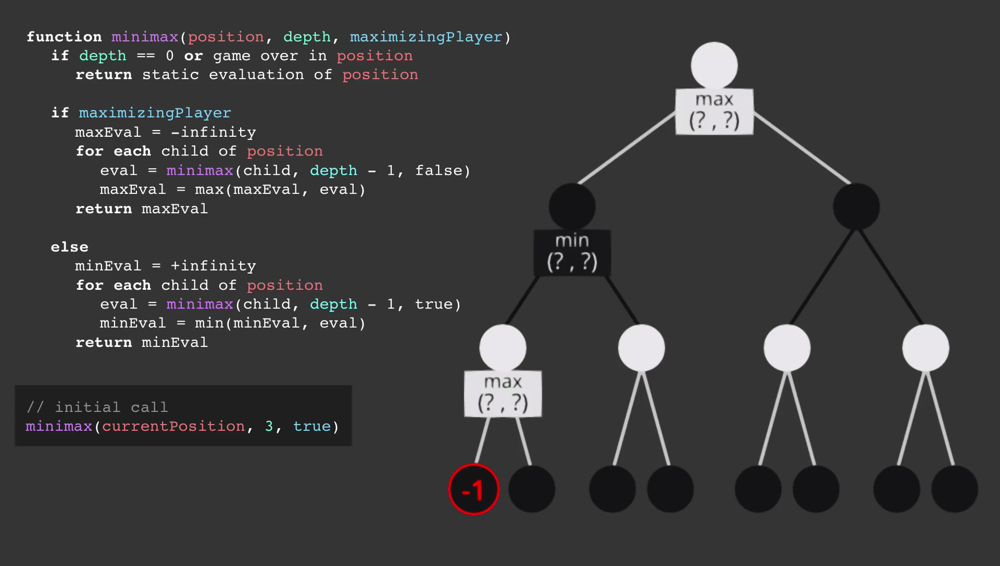 function minimax(position, depth, maximizingPlayer)
if depth == 0 or game over in position
return static evaluation of position
if maximizingPlayer
maxEval = -infinity
for each child of position
eval = minimax(child, depth - 1, false)
maxEval = max(maxEval, eval)
return maxEval
else
minEval = +infinity
for each child of position
eval = minimax(child, depth - 1, true)
minEval = min(minEval, eval)
return minEval
// initial call
minimax(currentPosition, 3, true)
max
(? , ?)
min
(? , ?)
max
(? , ?)
-1